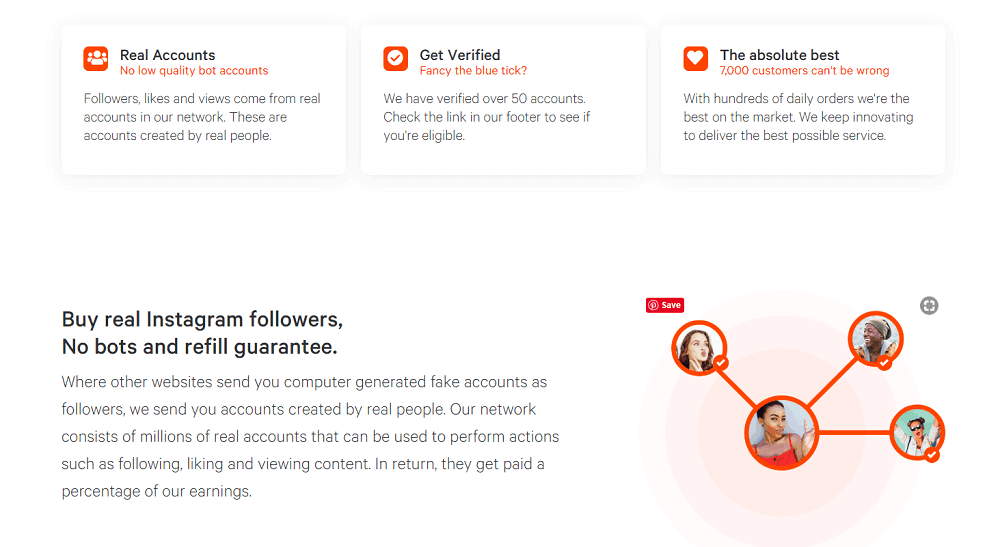 Real Accounts
No low quality bot accounts
Followers, likes and views come from real
accounts in our network. These are
accounts created by real people.
Get Verified
Fancy the blue tick?
We have verified over 50 accounts.
Check the link in our footer to see if
you're eligible.
The absolute best
7,000 customers can't be wrong
With hundreds of daily orders we're the
best on the market. We keep innovating
to deliver the best possible service.
Buy real Instagram followers,
No bots and refill guarantee.
Where other websites send you computer generated fake accounts as
followers, we send you accounts created by real people. Our network
consists of millions of real accounts that can be used to perform actions
such as following, liking and viewing content. In return, they get paid a
percentage of our earnings.
Save